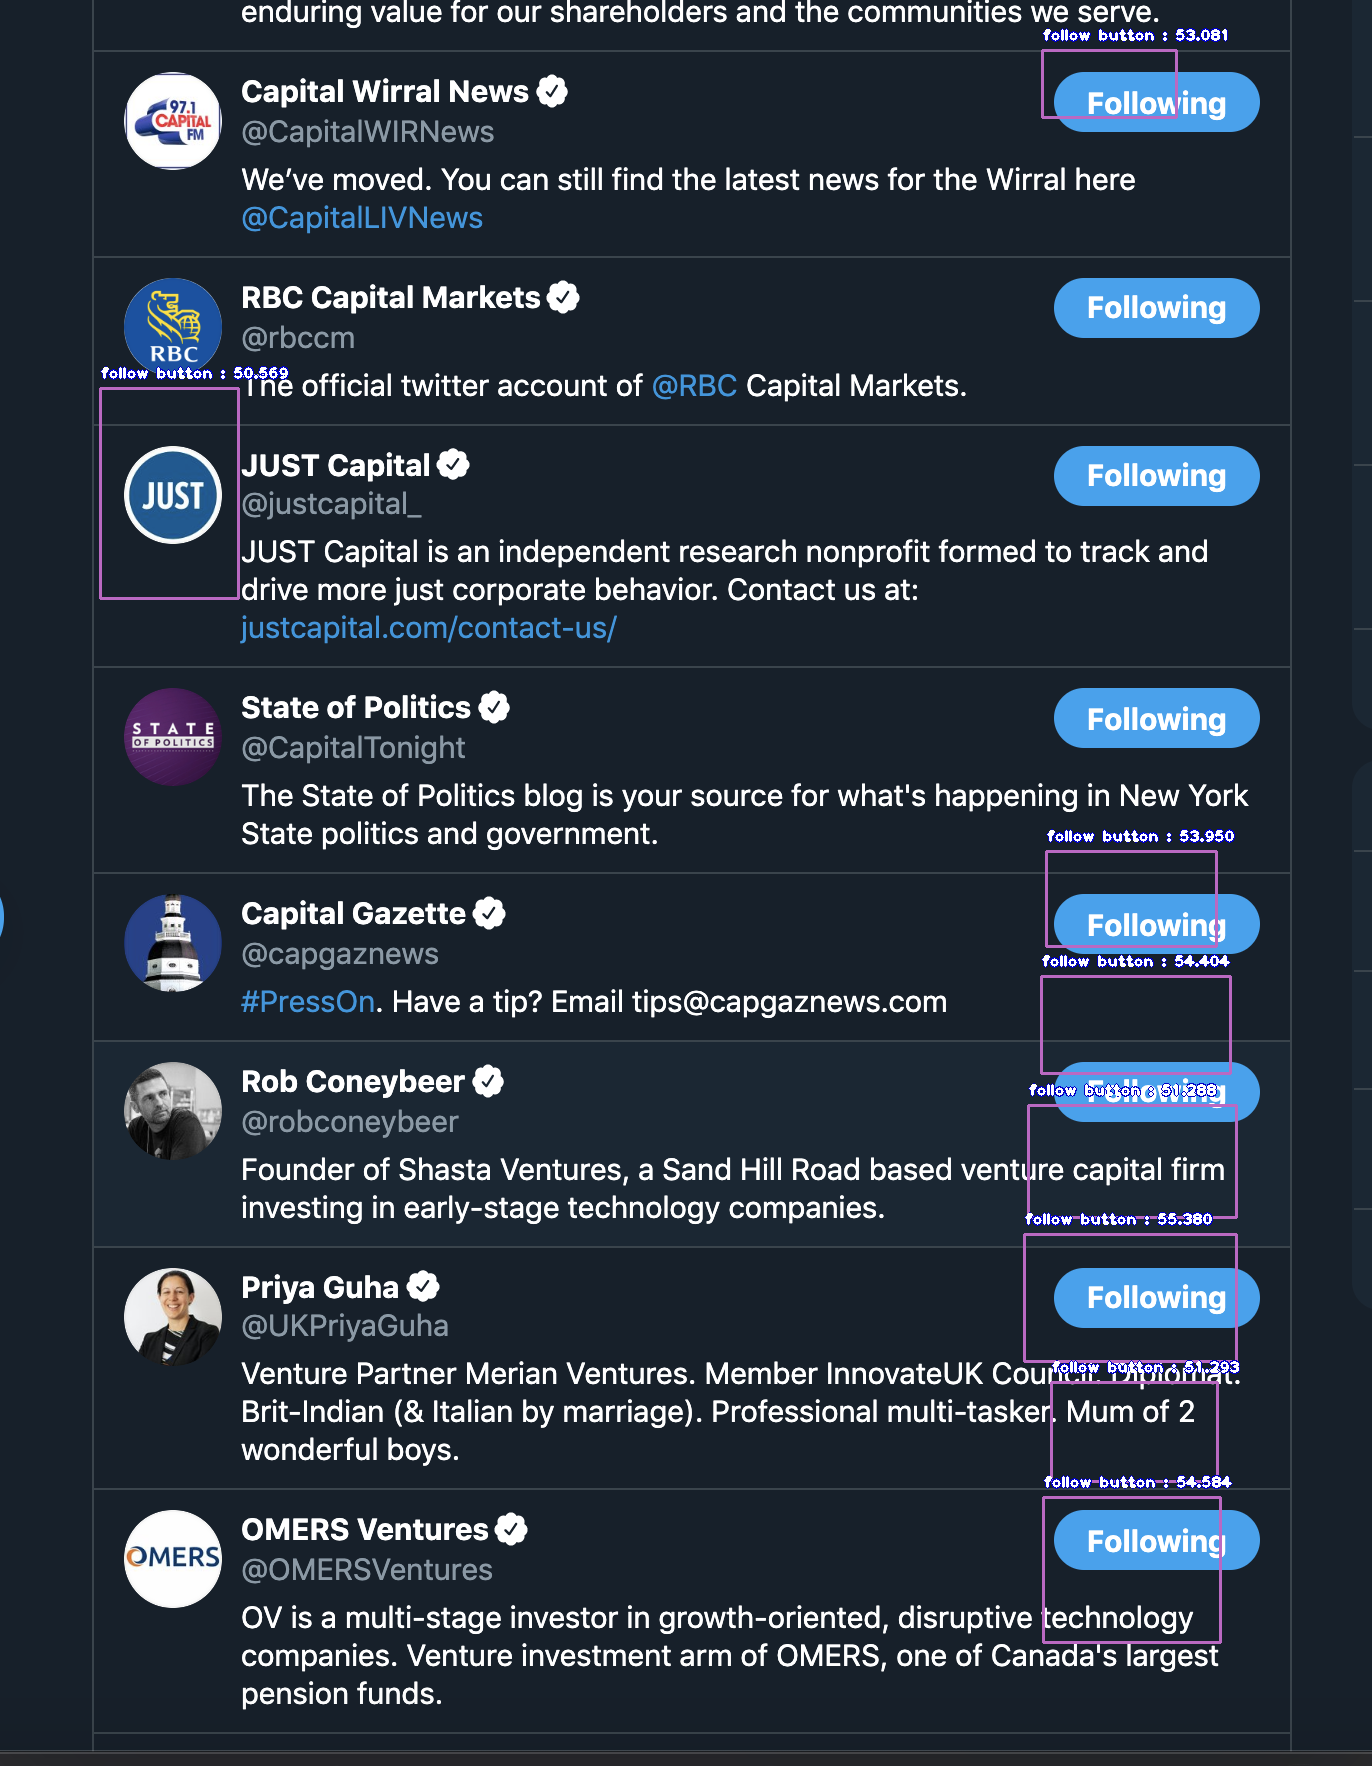 enduring value for our shareholders and the communities we serve.
follow button : 53.081
97.1
CAPITAL
FM
Capital Wirral News
Following
@CapitalWIRNews
We’ve moved. You can still find the latest news for the Wirral here
@CapitalLIVNews
RBC
RBC Capital Markets
Following
@rbccm
follow button : 50.569
The official twitter account of @RBC Capital Markets.
JUST
JUST Capital
Following
@justcapital_
JUST Capital is an independent research nonprofit formed to track and
drive more just corporate behavior. Contact us at:
justcapital.com/contact-us/
STATE
OF POLITICS
State of Politics
Following
@CapitalTonight
The State of Politics blog is your source for what's happening in New York
State politics and government.
follow button : 53.950
Capital Gazette
Following
@capgaznews
follow button : 54.404
#PressOn. Have a tip? Email tips@capgaznews.com
Rob Coneybeer
Following
follow button : 51.288
@robconeybeer
Founder of Shasta Ventures, a Sand Hill Road based venture capital firm
investing in early-stage technology companies.
follow button : 55.380
Priya Guha
Following
@UKPriyaGuha
follow button : 51.293
Venture Partner Merian Ventures. Member InnovateUK Council. Diplomat.
Brit-Indian (& Italian by marriage). Professional multi-tasker. Mum of 2
wonderful boys.
follow button : 54.584
OMERS
OMERS Ventures
Following
@OMERSVentures
OV is a multi-stage investor in growth-oriented, disruptive technology
companies. Venture investment arm of OMERS, one of Canada's largest
pension funds.